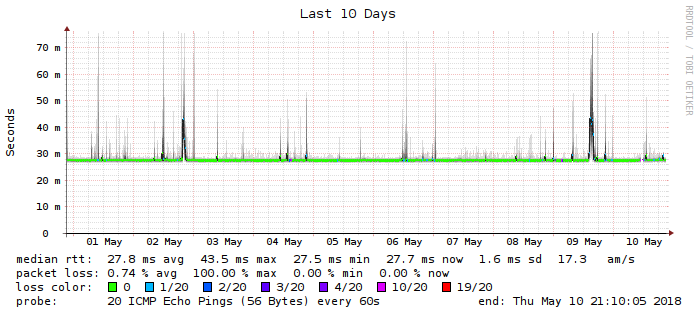 Last 10 Days
RRDTOOL / TOBI OETIKER
Seconds
70 m
60 m
50 m
40 m
30 m
20 m
10 m
0
01 May 02 May 03 May 04 May 05 May 06 May 07 May 08 May 09 May 10 May
median rtt: 27.8 ms avg 43.5 ms max 27.5 ms min 27.7 ms now 1.6 ms sd 17.3 am/s
packet loss: 0.74 % avg 100.00 % max 0.00 % min 0.00 % now
loss color: 0 1/20 2/20 3/20 4/20 10/20 19/20
probe: 20 ICMP Echo Pings (56 Bytes) every 60s end: Thu May 10 21:10:05 2018